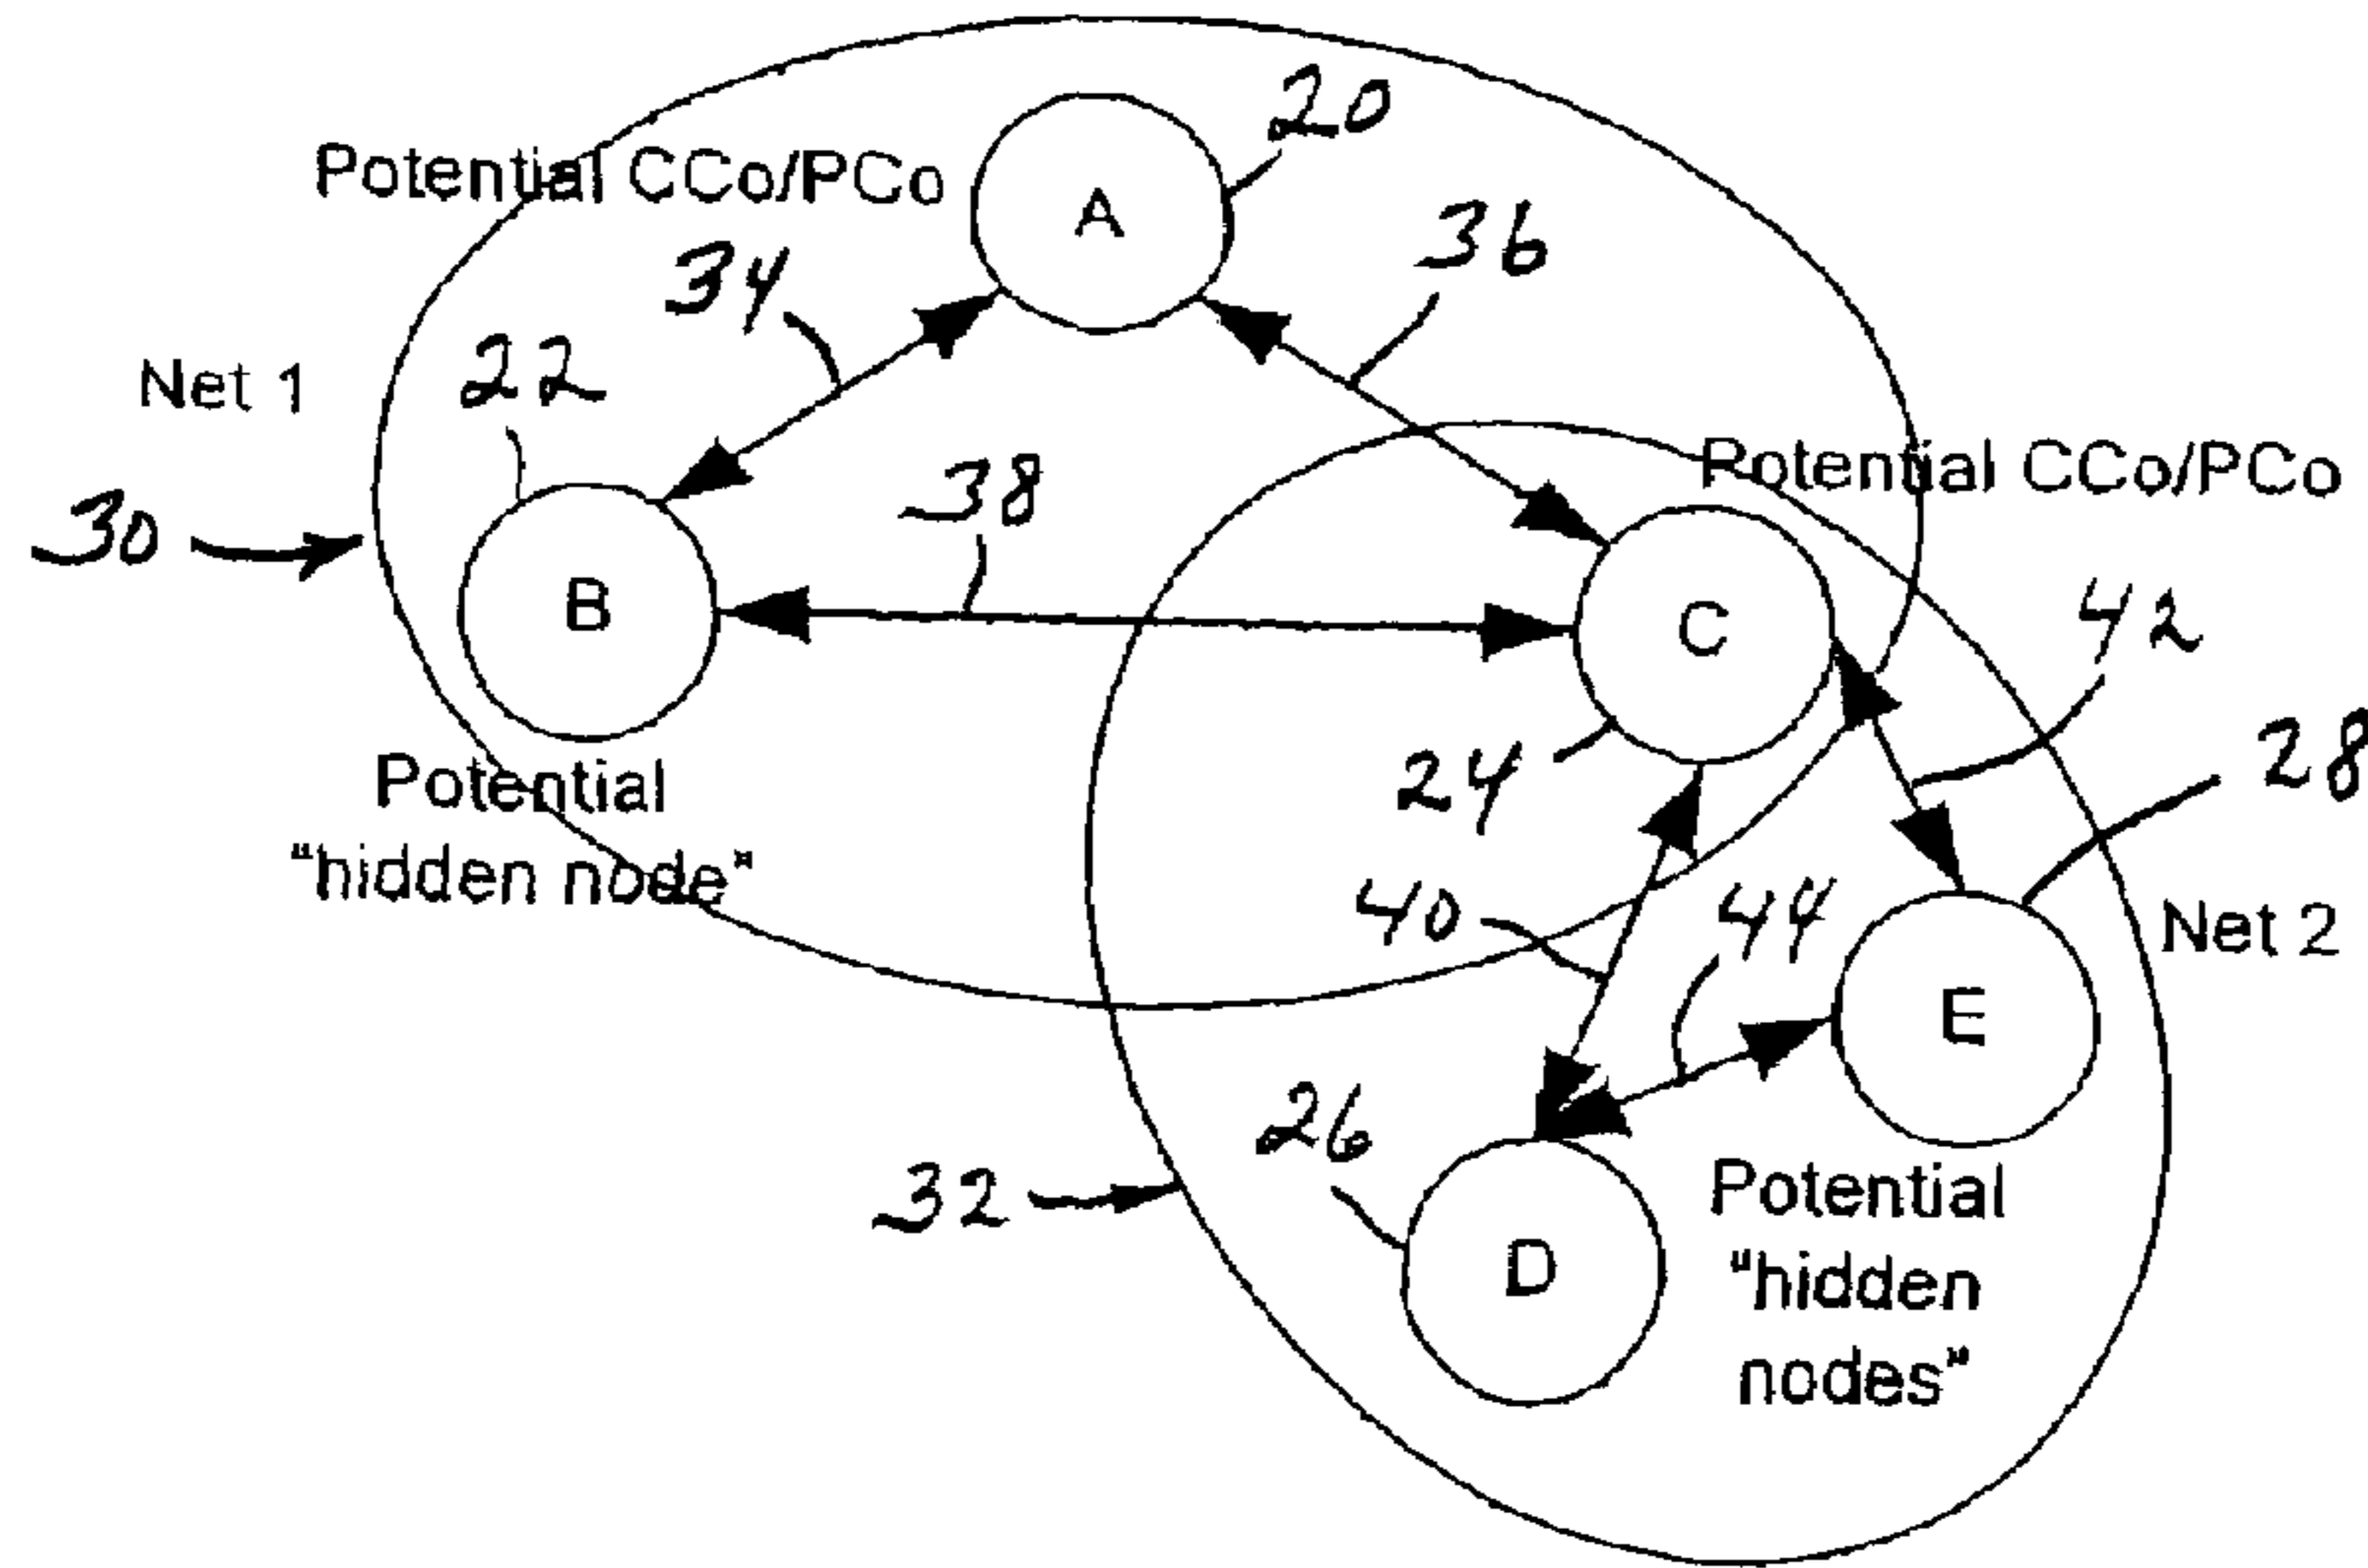 20
Potential CCo/PCo
A
36
34
Net 1
22
Potential CCo/PCo
38
30
B
C
42
Potential
"hidden node"
24
28
40
44
Net 2
E
26
32
D
Potential
"hidden
nodes"